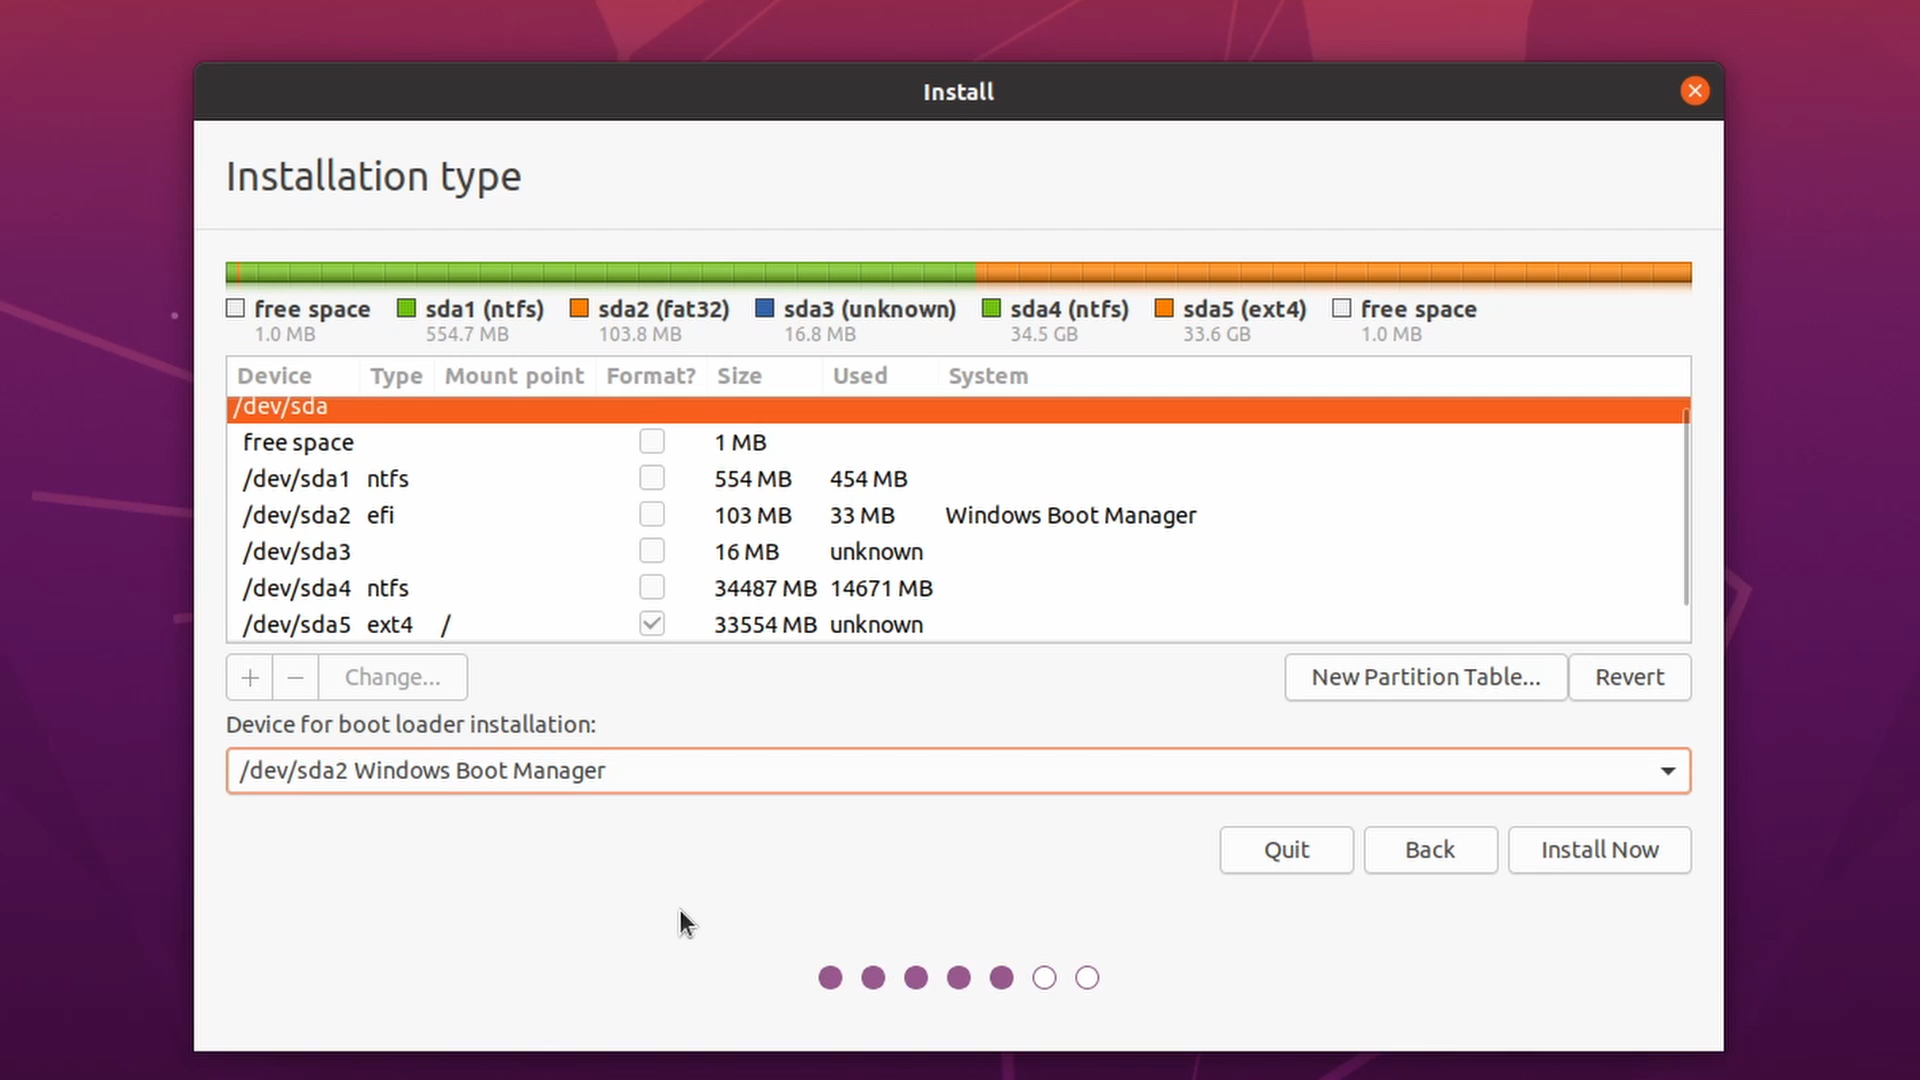 Install
Installation type
free space sda1 (ntfs) sda2 (fat32) sda3 (unknown) sda4 (ntfs) sda5 (ext4) free space
1.0 MB 554.7 MB 103.8 MB 16.8 MB 34.5 GB 33.6 GB 1.0 MB
Device Type Mount point Format? Size Used System
/dev/sda
free space 1 MB
/dev/sda1 ntfs 554 MB 454 MB
/dev/sda2 efi 103 MB 33 MB Windows Boot Manager
/dev/sda3 16 MB unknown
/dev/sda4 ntfs 34487 MB 14671 MB
/dev/sda5 ext4 / 33554 MB unknown
+ − Change... New Partition Table... Revert
Device for boot loader installation:
/dev/sda2 Windows Boot Manager
Quit Back Install Now